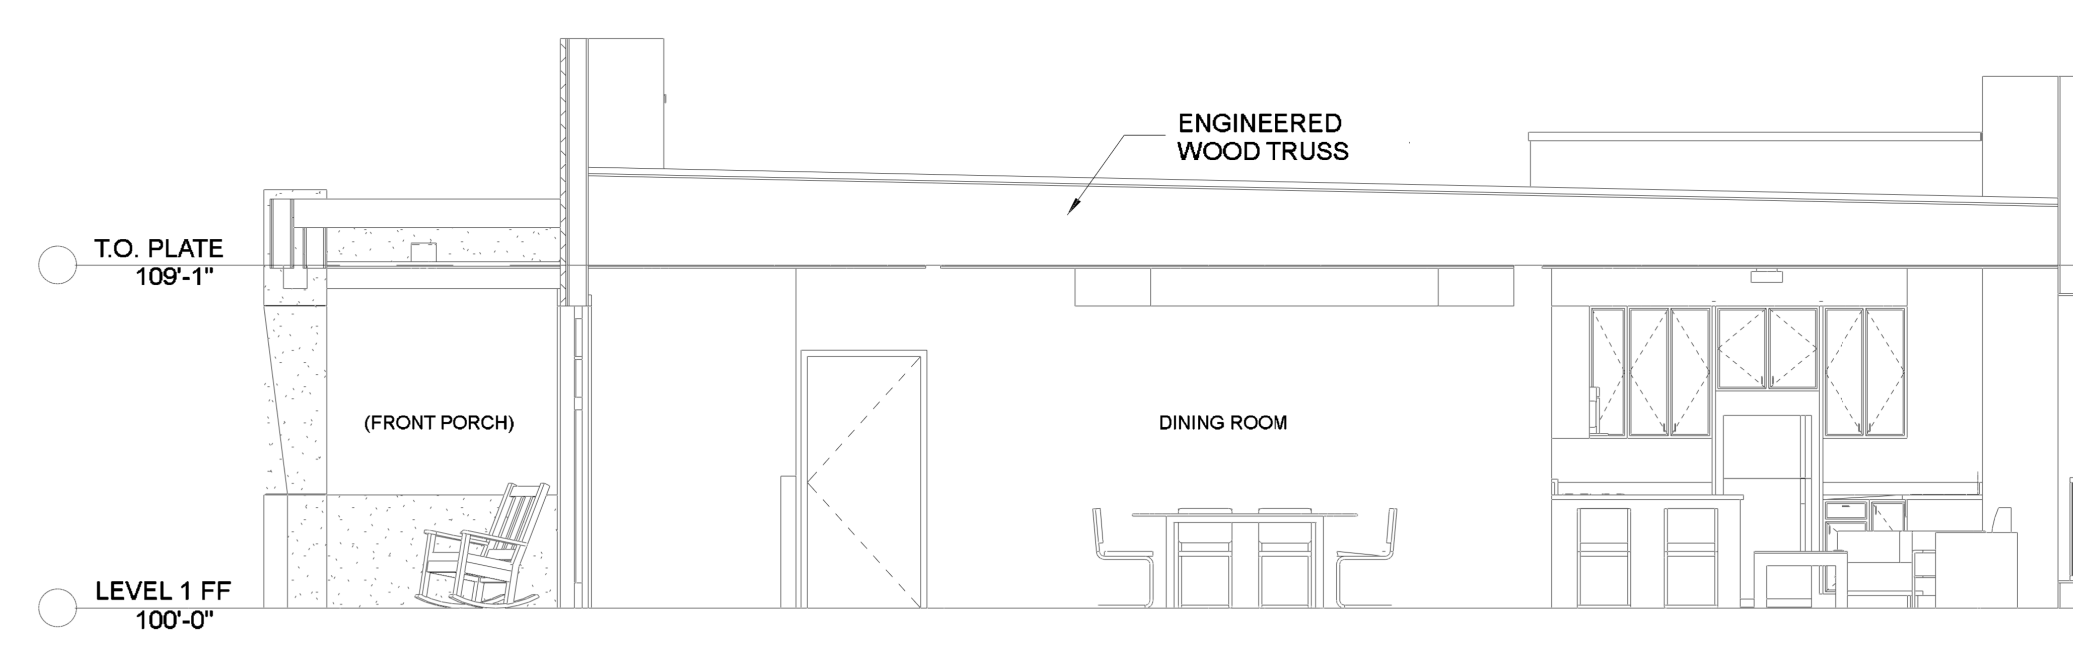 ENGINEERED
WOOD TRUSS
T.O. PLATE
109'-1"
(FRONT PORCH)
DINING ROOM
LEVEL 1 FF
100'-0"